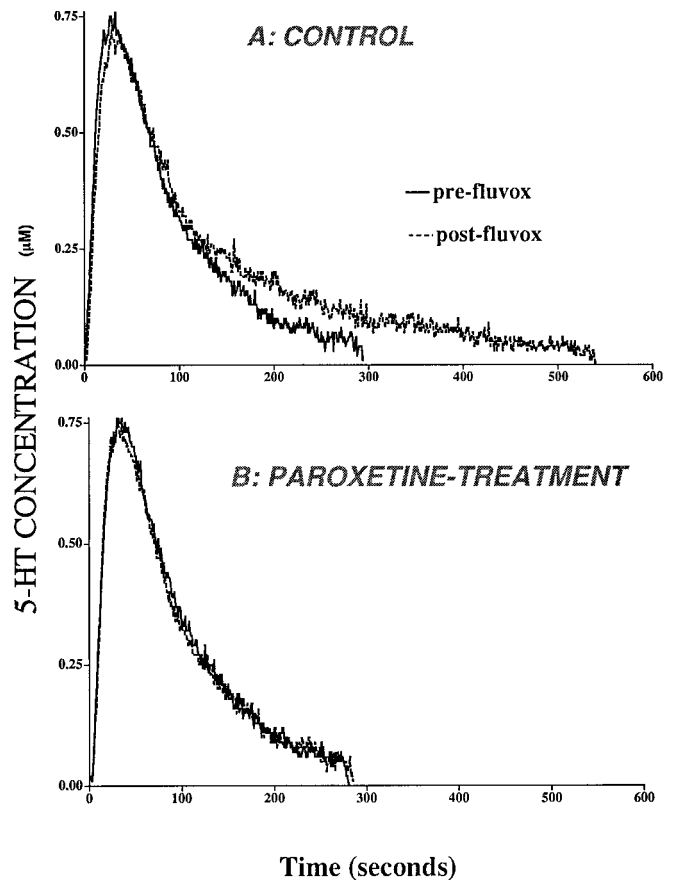 A: CONTROL
0.75
0.50
0.25
0.00
0 100 200 300 400 500 600
pre-fluvox
post-fluvox
5-HT CONCENTRATION (µM)
B: PAROXETINE-TREATMENT
0.75
0.50
0.25
0.00
0 100 200 300 400 500 600
Time (seconds)